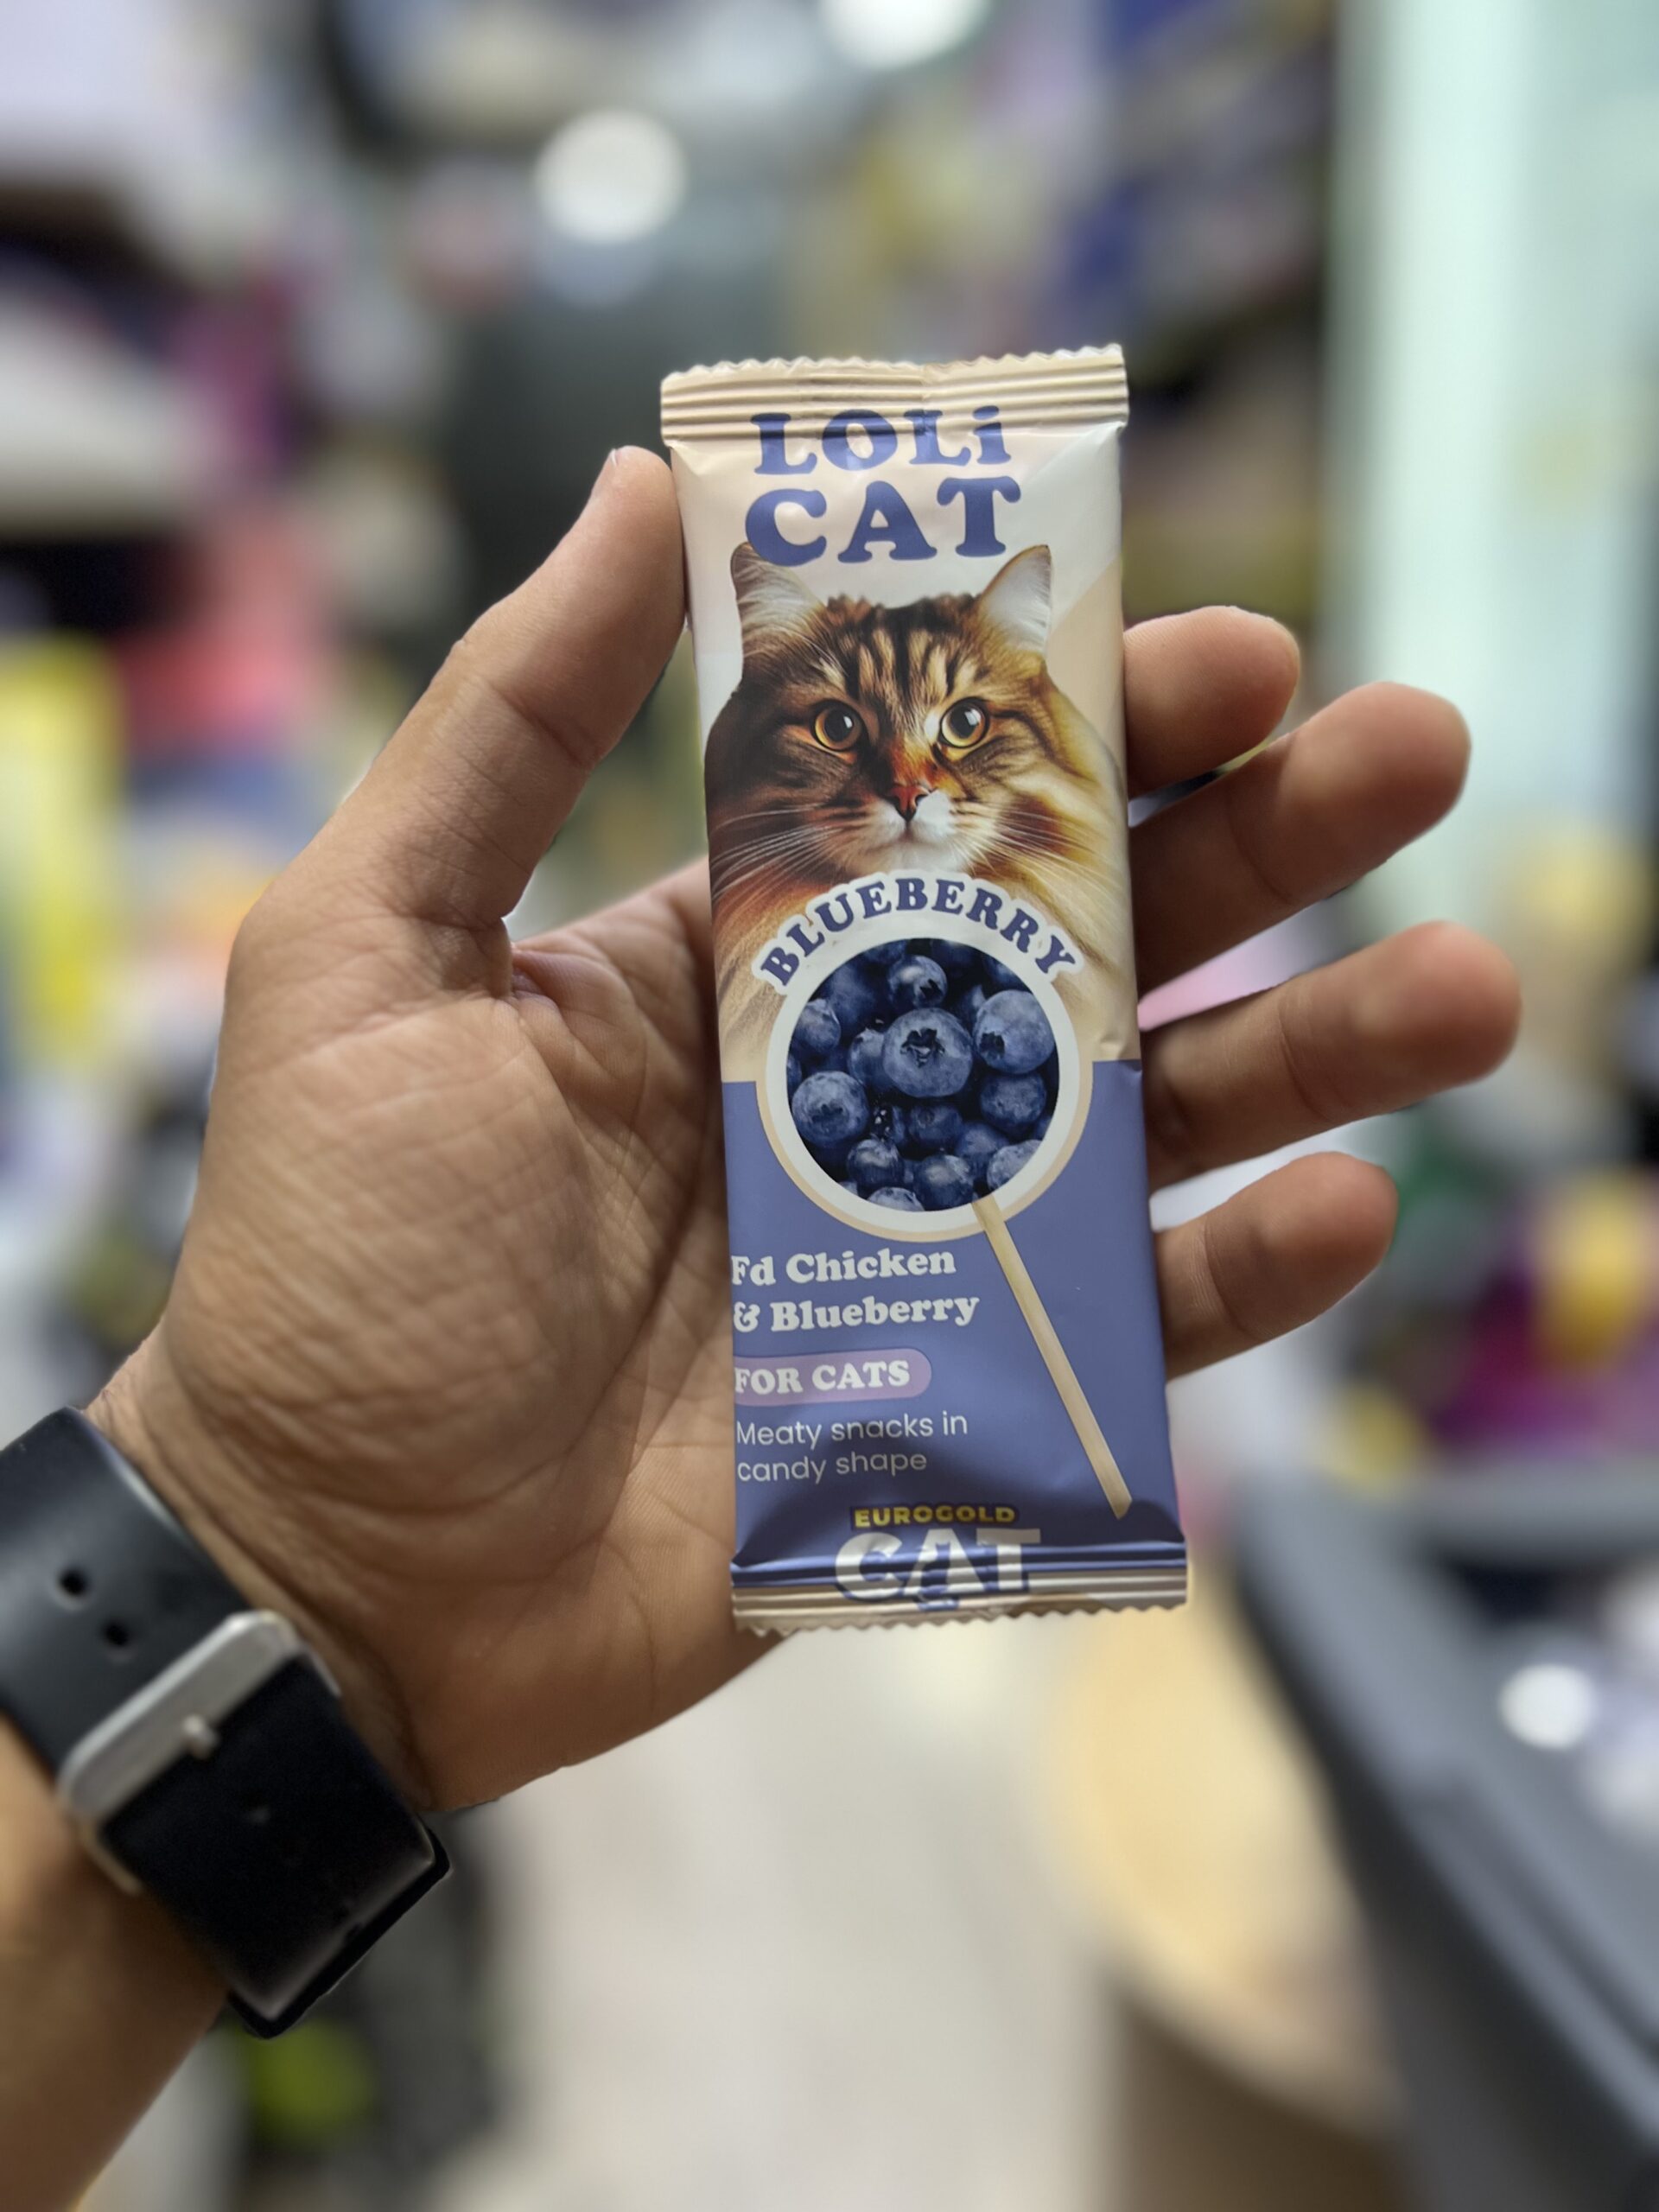 LOLi
CAT
BLUEBERRY
Fd Chicken
& Blueberry
FOR CATS
Meaty snacks in
candy shape
EUROGOLD
CAT